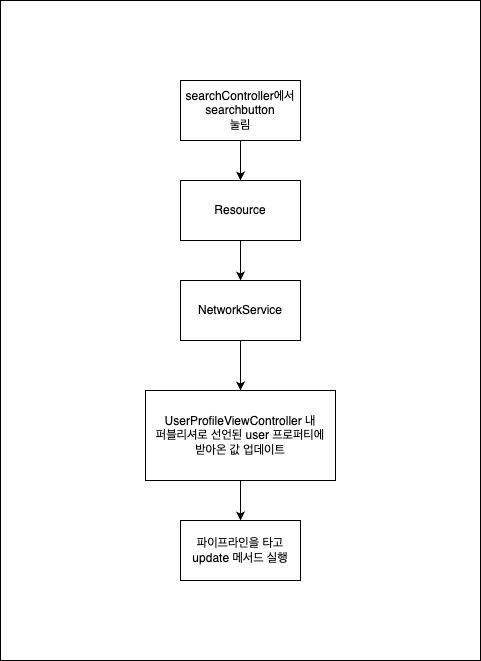 searchController에서
searchbutton
눌림
Resource
NetworkService
UserProfileViewController 내
퍼블리셔로 선언된 user 프로퍼티에
받아온 값 업데이트
파이프라인을 타고
update 메서드 실행